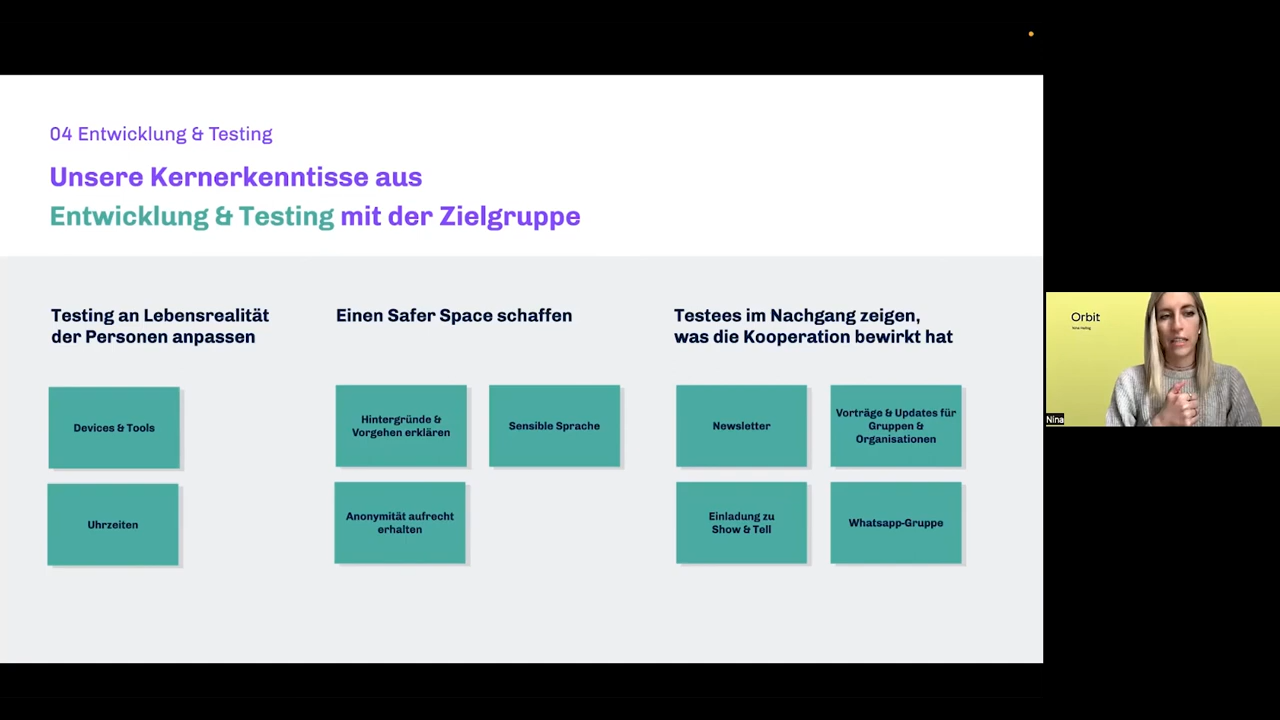 04 Entwicklung & Testing
Unsere Kernerkenntisse aus
Entwicklung & Testing mit der Zielgruppe
Testing an Lebensrealität
der Personen anpassen
Devices & Tools
Uhrzeiten
Einen Safer Space schaffen
Hintergründe &
Vorgehen erklären
Sensible Sprache
Anonymität aufrecht
erhalten
Testees im Nachgang zeigen,
was die Kooperation bewirkt hat
Newsletter
Vorträge & Updates für
Gruppen &
Organisationen
Einladung zu
Show & Tell
Whatsapp-Gruppe
Orbit
Nina